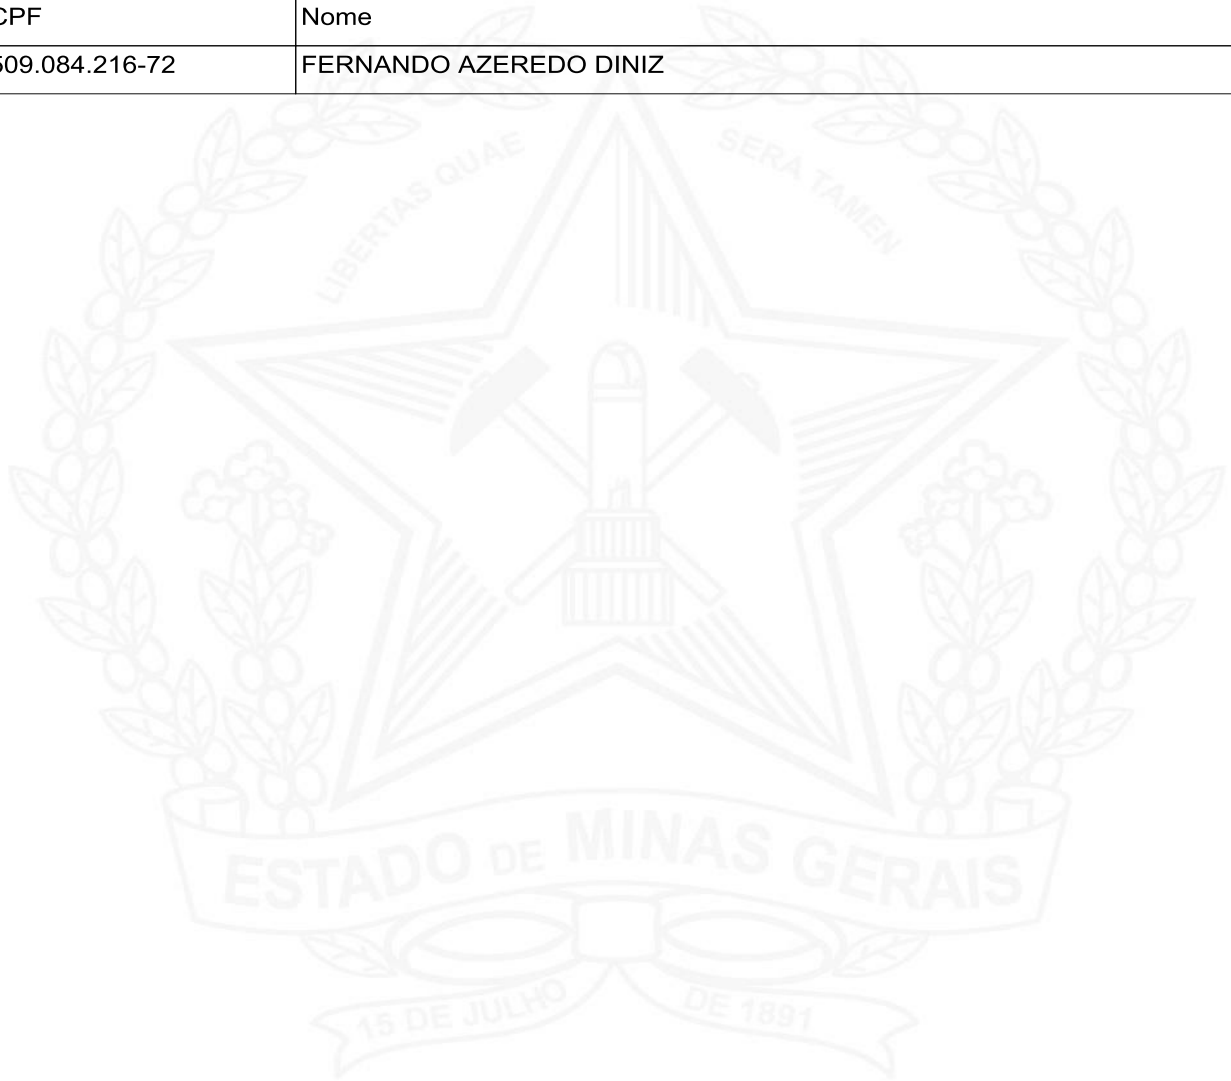 CPF Nome
509.084.216-72 FERNANDO AZEREDO DINIZ
LIBERTAS QUAE SERA TAMEN
ESTADO DE MINAS GERAIS
15 DE JULHO DE 1891